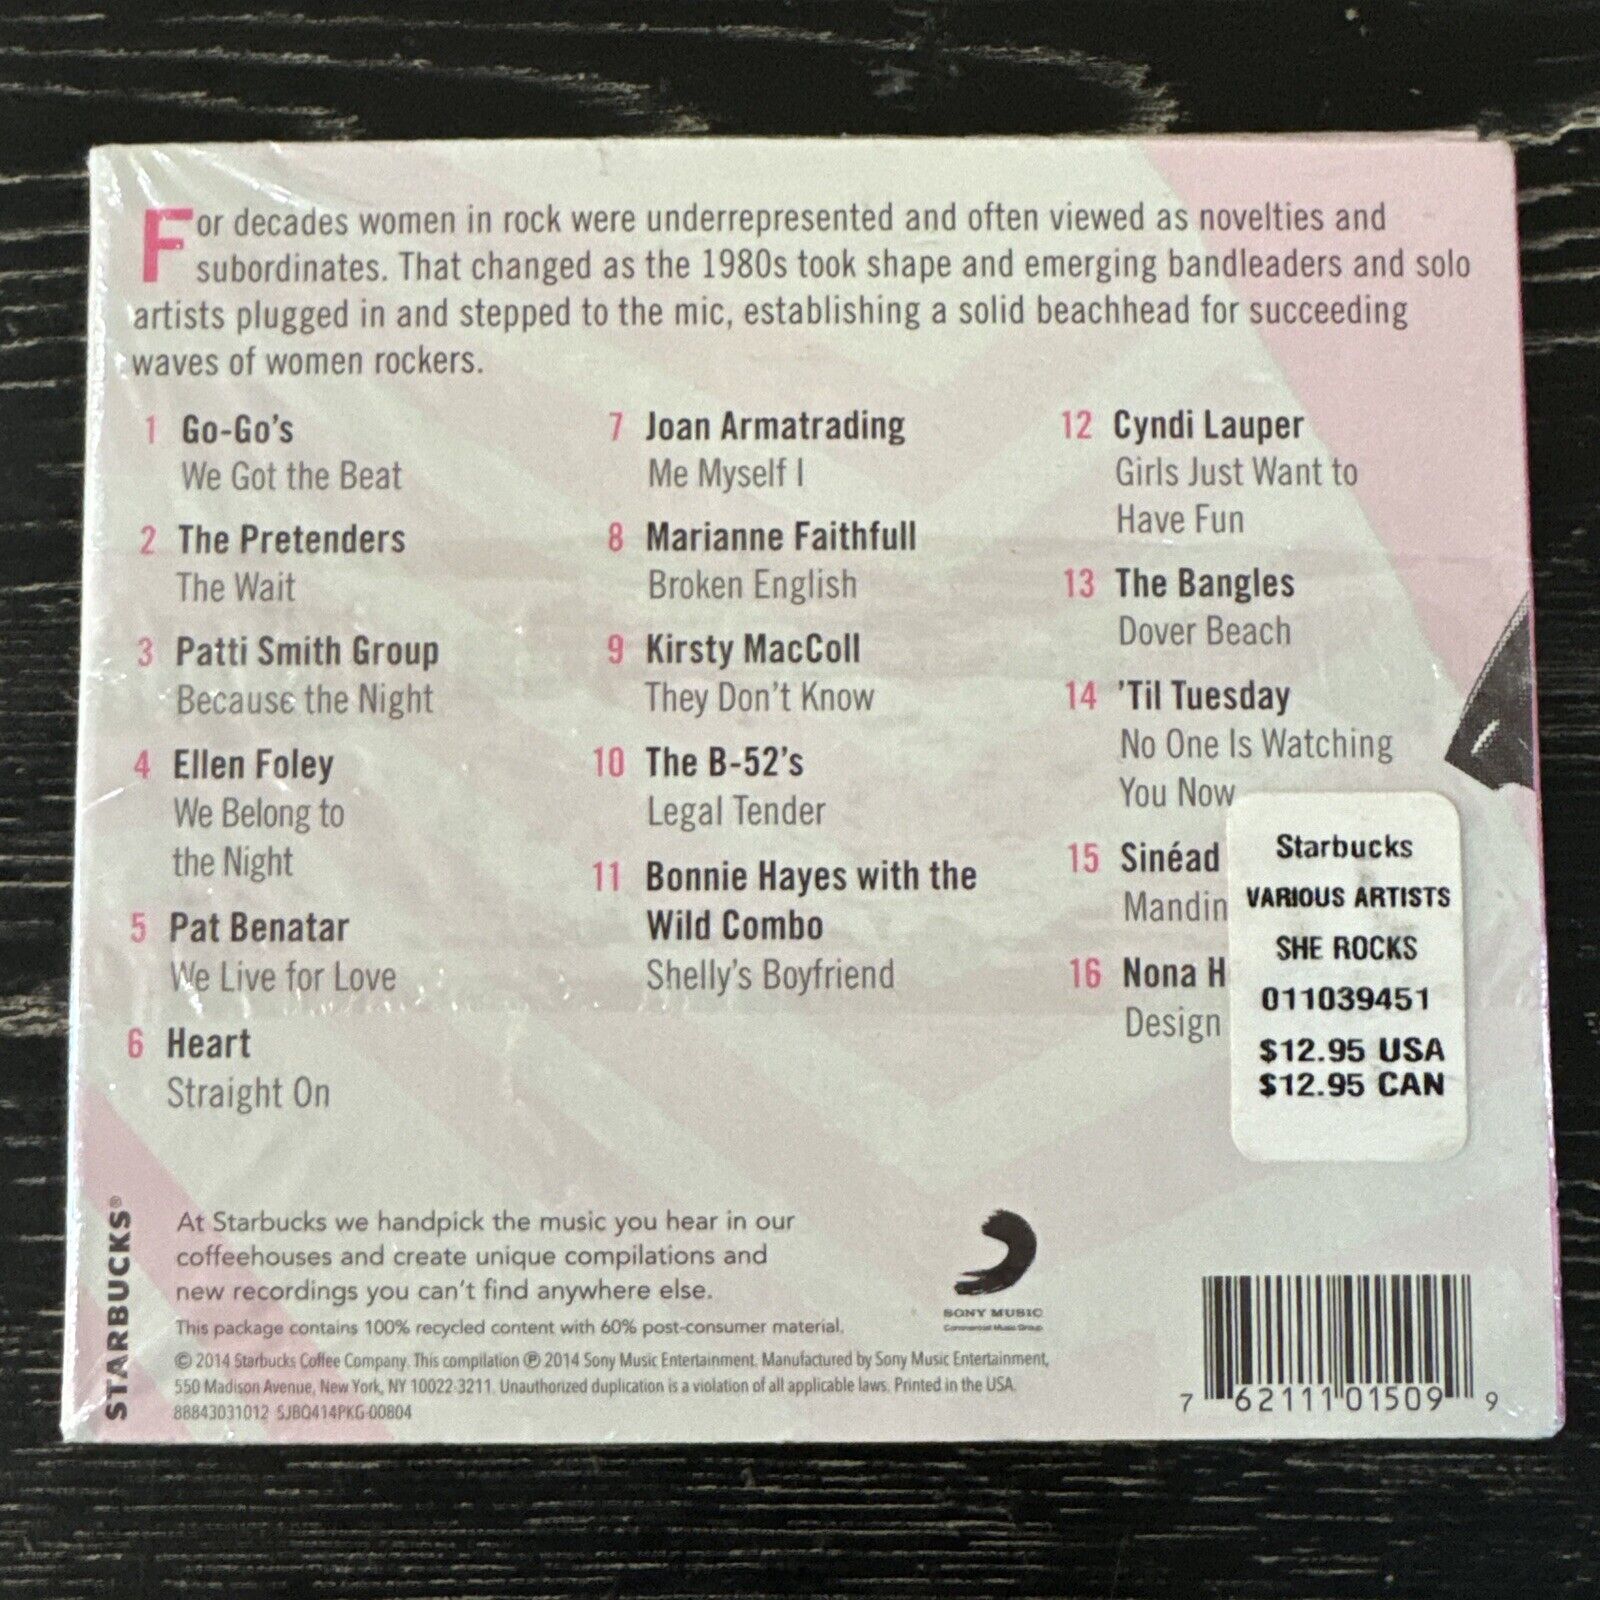 For decades women in rock were underrepresented and often viewed as novelties and
subordinates. That changed as the 1980s took shape and emerging bandleaders and solo
artists plugged in and stepped to the mic, establishing a solid beachhead for succeeding
waves of women rockers.
1 Go-Go's
We Got the Beat
2 The Pretenders
The Wait
3 Patti Smith Group
Because the Night
4 Ellen Foley
We Belong to
the Night
5 Pat Benatar
We Live for Love
6 Heart
Straight On
7 Joan Armatrading
Me Myself I
8 Marianne Faithfull
Broken English
9 Kirsty MacColl
They Don't Know
10 The B-52's
Legal Tender
11 Bonnie Hayes with the
Wild Combo
Shelly's Boyfriend
12 Cyndi Lauper
Girls Just Want to
Have Fun
13 The Bangles
Dover Beach
14 'Til Tuesday
No One Is Watching
You Now
15 Sinéad
Mandin
16 Nona H
Design
Starbucks
VARIOUS ARTISTS
SHE ROCKS
011039451
$12.95 USA
$12.95 CAN
STARBUCKS®
At Starbucks we handpick the music you hear in our
coffeehouses and create unique compilations and
new recordings you can't find anywhere else.
This package contains 100% recycled content with 60% post-consumer material.
© 2014 Starbucks Coffee Company. This compilation ℗ 2014 Sony Music Entertainment. Manufactured by Sony Music Entertainment,
550 Madison Avenue, New York, NY 10022-3211. Unauthorized duplication is a violation of all applicable laws. Printed in the USA.
88843031012 SJBO414PKG-00804
SONY MUSIC
Commercial Music Group
7 62111 01509 9